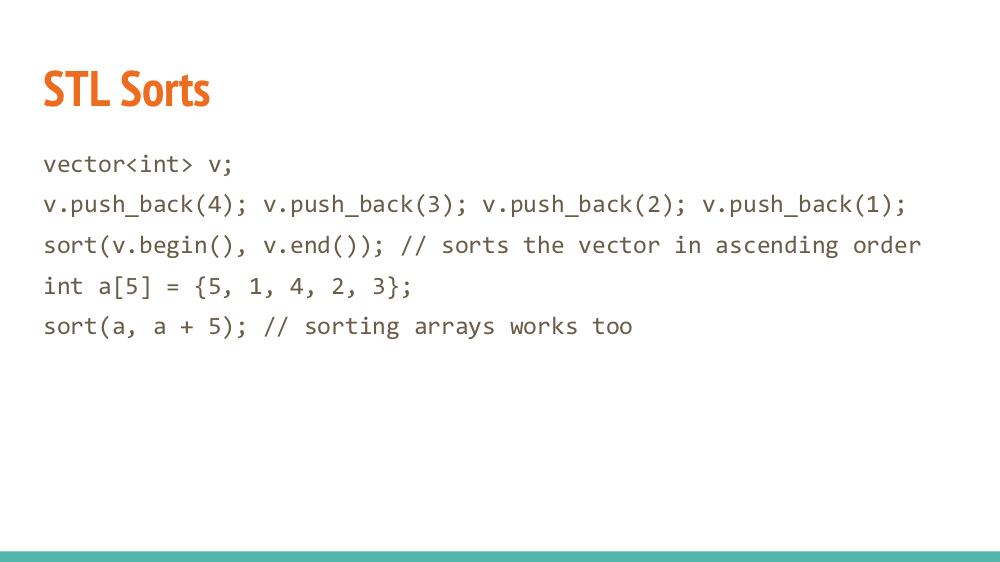 STL Sorts
vector<int> v;
v.push_back(4); v.push_back(3); v.push_back(2); v.push_back(1);
sort(v.begin(), v.end()); // sorts the vector in ascending order
int a[5] = {5, 1, 4, 2, 3};
sort(a, a + 5); // sorting arrays works too